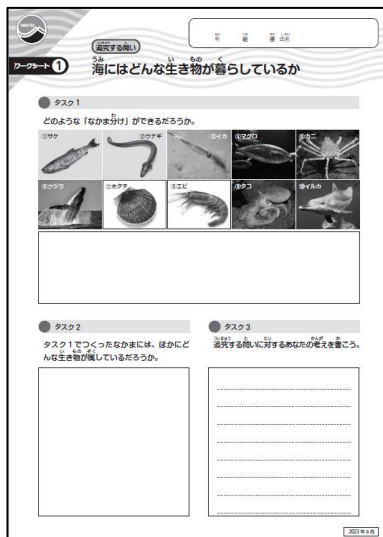 年 組 番 氏名
追究する問い
ワークシート①
海にはどんな生き物が暮らしているか
タスク1
どのような「なかま分け」ができるだろうか。
①サケ ②ウナギ ③イカ ④マグロ ⑤カニ
⑥クジラ ⑦ホタテ ⑧エビ ⑨タコ ⑩イルカ
タスク2
タスク1でつくったなかまには、ほかにど
んな生き物が属しているだろうか。
タスク3
追究する問いに対するあなたの考えを書こう。
2023年6月